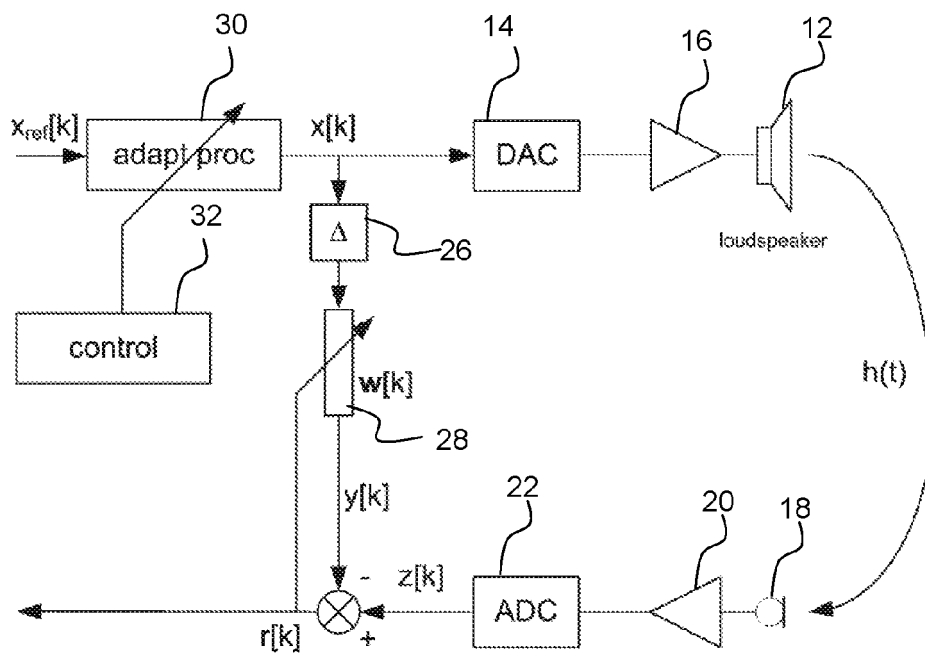 30
14
16
12
x_ref[k]
adapt proc
x[k]
DAC
loudspeaker
32
Δ
26
control
w[k]
h(t)
28
y[k]
22
20
18
-
z[k]
ADC
r[k]
+